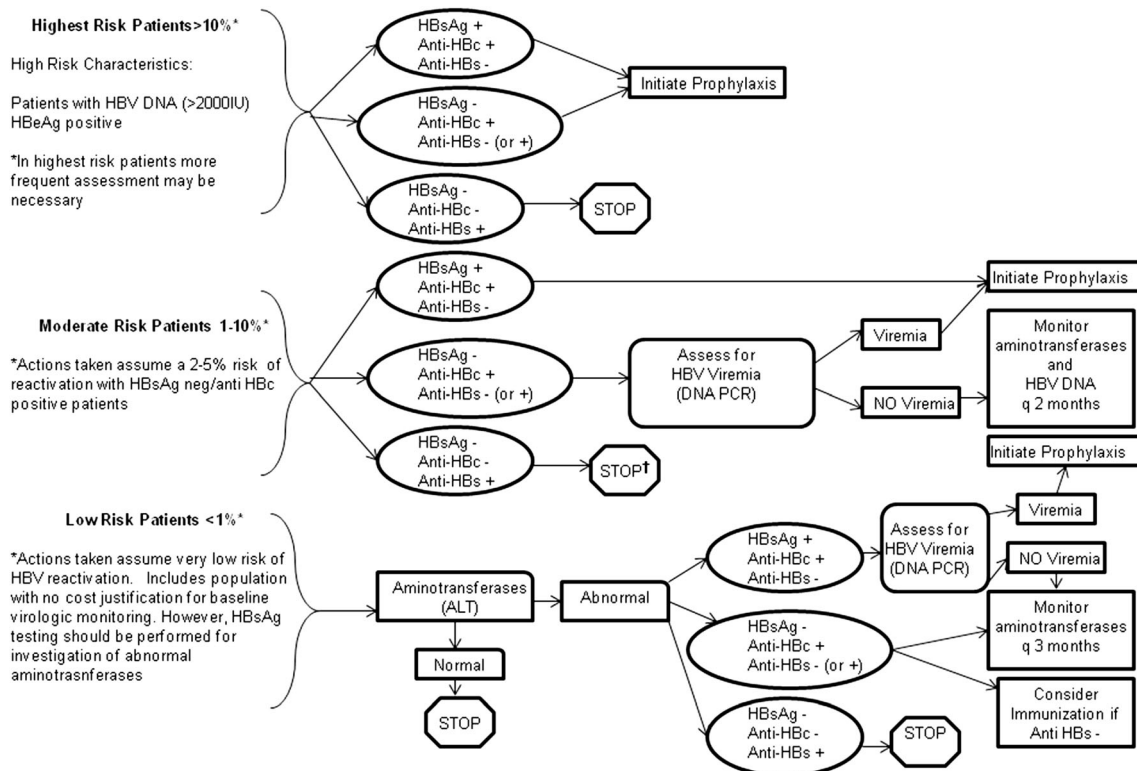 Highest Risk Patients>10%*
High Risk Characteristics:
Patients with HBV DNA (>2000IU)
HBeAg positive
*In highest risk patients more
frequent assessment may be
necessary
HBsAg +
Anti-HBc +
Anti-HBs -
HBsAg -
Anti-HBc +
Anti-HBs - (or +)
Initiate Prophylaxis
HBsAg -
Anti-HBc -
Anti-HBs +
STOP
Moderate Risk Patients 1-10%*
*Actions taken assume a 2-5% risk of
reactivation with HBsAg neg/anti HBc
positive patients
HBsAg +
Anti-HBc +
Anti-HBs -
Initiate Prophylaxis
HBsAg -
Anti-HBc +
Anti-HBs - (or +)
Assess for
HBV Viremia
(DNA PCR)
Viremia
NO Viremia
Monitor
aminotransferases
and
HBV DNA
q 2 months
HBsAg -
Anti-HBc -
Anti-HBs +
STOP†
Low Risk Patients <1%*
*Actions taken assume very low risk of
HBV reactivation. Includes population
with no cost justification for baseline
virologic monitoring. However, HBsAg
testing should be performed for
investigation of abnormal
aminotrasnferases
Aminotransferases
(ALT)
Normal
STOP
Abnormal
HBsAg +
Anti-HBc +
Anti-HBs -
Assess for
HBV Viremia
(DNA PCR)
Initiate Prophylaxis
Viremia
NO Viremia
HBsAg -
Anti-HBc +
Anti-HBs - (or +)
Monitor
aminotransferases
q 3 months
Consider
Immunization if
Anti HBs -
HBsAg -
Anti-HBc -
Anti-HBs +
STOP